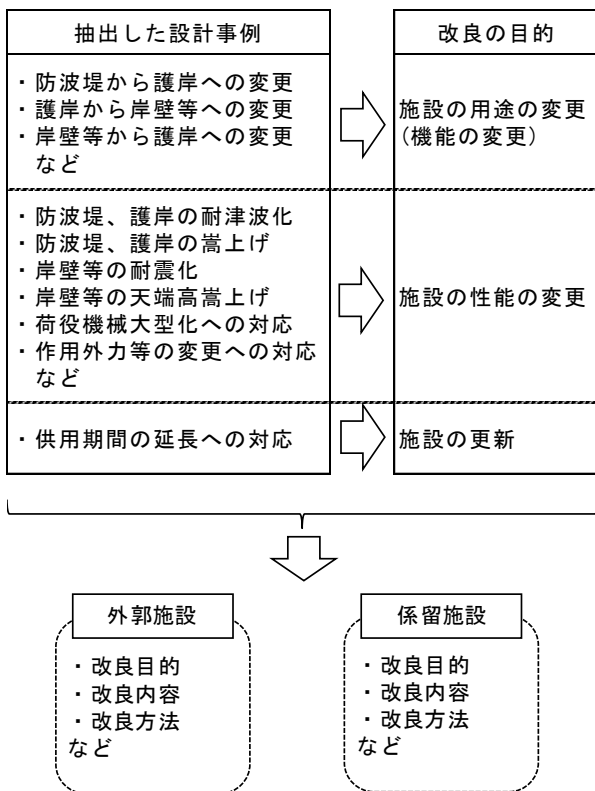 抽出した設計事例
改良の目的
・防波堤から護岸への変更
・護岸から岸壁等への変更
・岸壁等から護岸への変更
など
施設の用途の変更
(機能の変更)
・防波堤、護岸の耐津波化
・防波堤、護岸の嵩上げ
・岸壁等の耐震化
・岸壁等の天端高嵩上げ
・荷役機械大型化への対応
・作用外力等の変更への対応
など
施設の性能の変更
・供用期間の延長への対応
施設の更新
外郭施設
・改良目的
・改良内容
・改良方法
など
係留施設
・改良目的
・改良内容
・改良方法
など